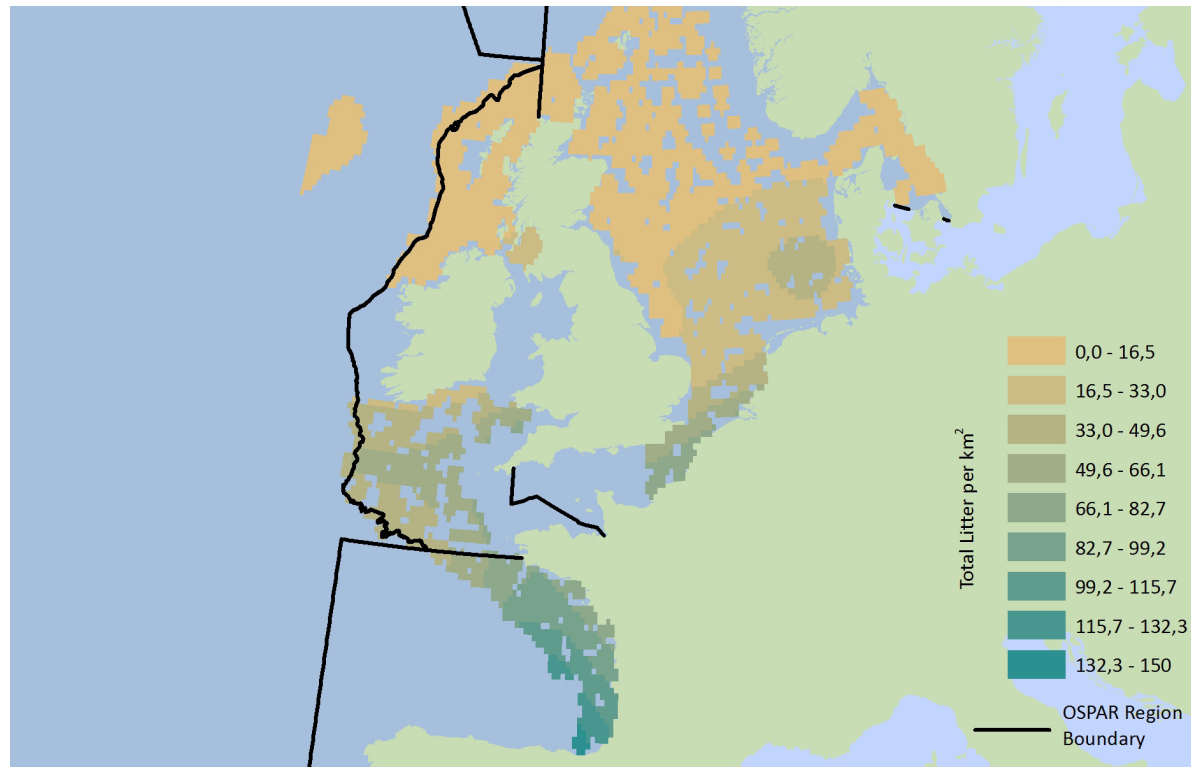 Total Litter per km²
0,0 - 16,5
16,5 - 33,0
33,0 - 49,6
49,6 - 66,1
66,1 - 82,7
82,7 - 99,2
99,2 - 115,7
115,7 - 132,3
132,3 - 150
OSPAR Region
Boundary